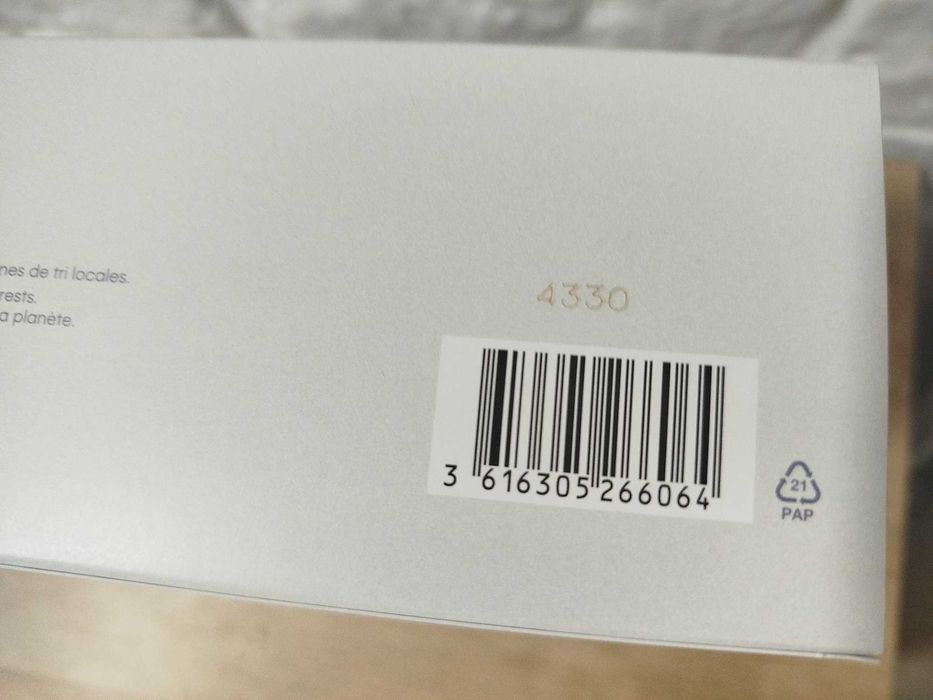 nes de tri locales.
rests.
a planète.
4330
3 616305 266064
21
PAP